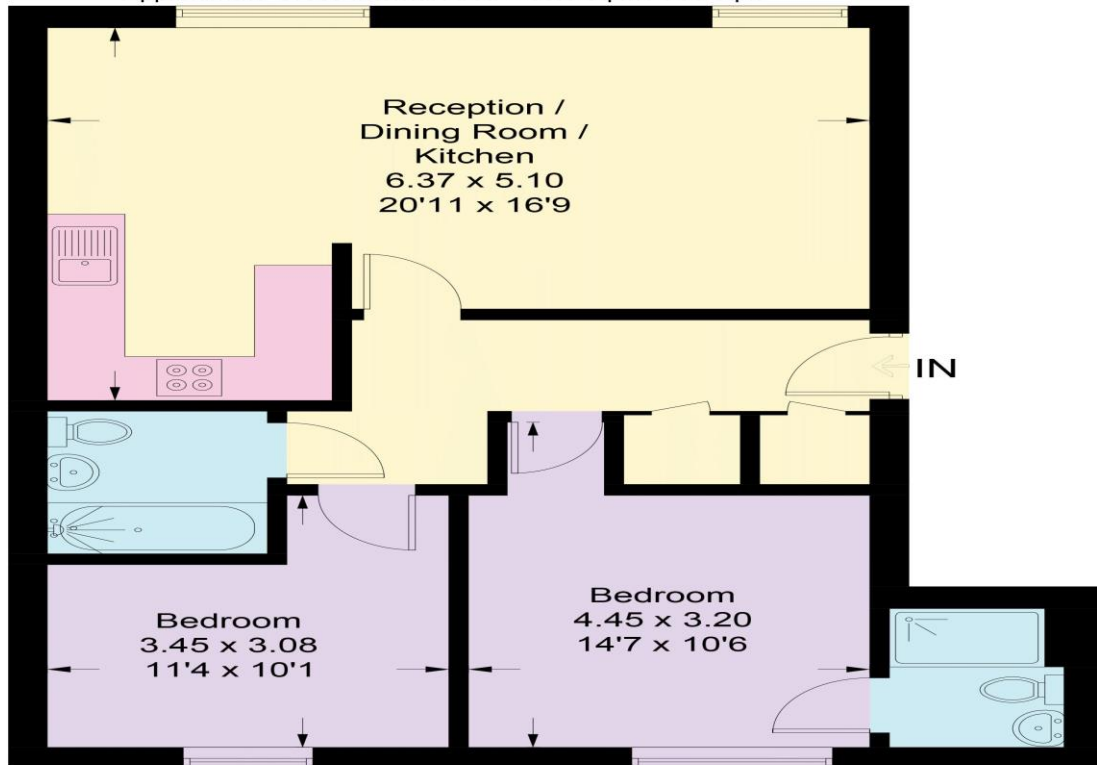 Reception /
Dining Room /
Kitchen
6.37 x 5.10
20'11 x 16'9
IN
Bedroom
3.45 x 3.08
11'4 x 10'1
Bedroom
4.45 x 3.20
14'7 x 10'6